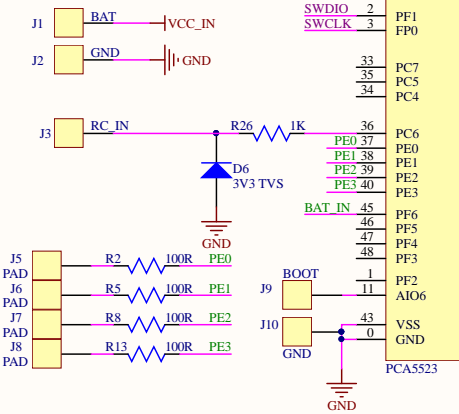 SWDIO 2 PF1
SWCLK 3 FP0
J1 BAT VCC_IN
J2 GND GND
33 PC7
35 PC5
34 PC4
J3 RC_IN R26 1K 36 PC6
PE0 37 PE0
PE1 38 PE1
D6 PE2 39 PE2
3V3 TVS PE3 40 PE3
BAT_IN 45 PF6
46 PF5
GND 47 PF4
J5 R2 100R PE0 48 PF3
PAD
BOOT 1 PF2
J6 R5 100R PE1 J9 11 AIO6
PAD
J7 R8 100R PE2 J10 43 VSS
PAD 0 GND
J8 R13 100R PE3 GND
PAD PCA5523
GND